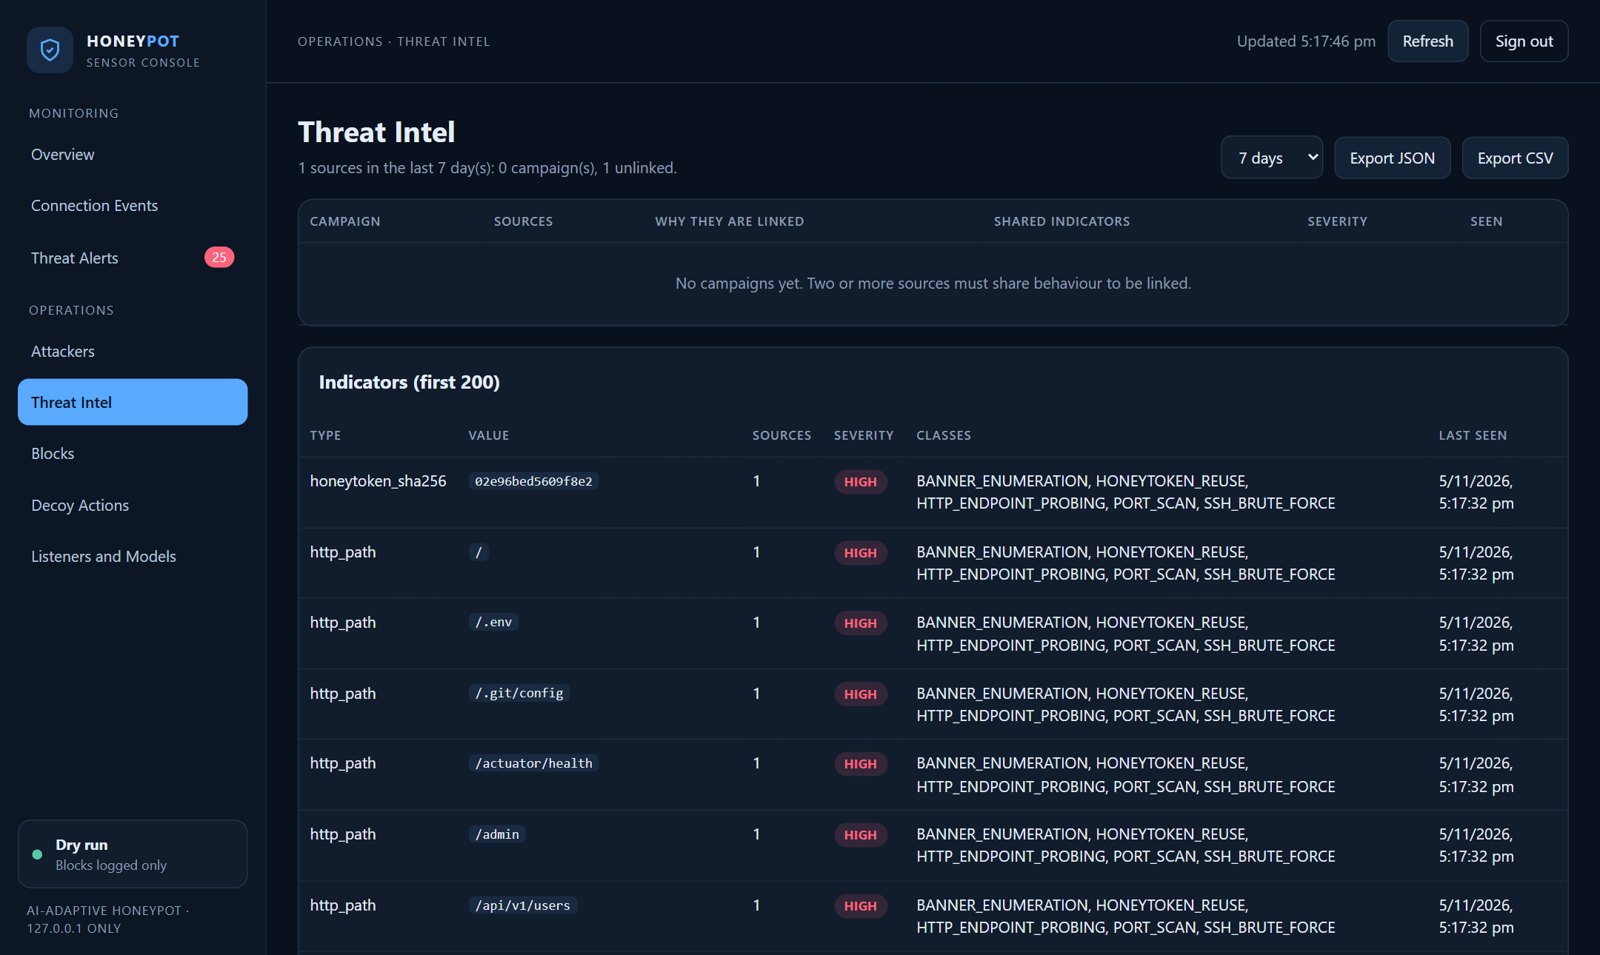 HONEYPOT
SENSOR CONSOLE
MONITORING
Overview
Connection Events
Threat Alerts 25
OPERATIONS
Attackers
Threat Intel
Blocks
Decoy Actions
Listeners and Models
Dry run
Blocks logged only
AI-ADAPTIVE HONEYPOT ·
127.0.0.1 ONLY
OPERATIONS · THREAT INTEL
Updated 5:17:46 pm Refresh Sign out
Threat Intel
1 sources in the last 7 day(s): 0 campaign(s), 1 unlinked.
7 days Export JSON Export CSV
CAMPAIGN SOURCES WHY THEY ARE LINKED SHARED INDICATORS SEVERITY SEEN
No campaigns yet. Two or more sources must share behaviour to be linked.
Indicators (first 200)
TYPE VALUE SOURCES SEVERITY CLASSES LAST SEEN
honeytoken_sha256 02e96bed5609f8e2 1 HIGH BANNER_ENUMERATION, HONEYTOKEN_REUSE, 5/11/2026,
HTTP_ENDPOINT_PROBING, PORT_SCAN, SSH_BRUTE_FORCE 5:17:32 pm
http_path / 1 HIGH BANNER_ENUMERATION, HONEYTOKEN_REUSE, 5/11/2026,
HTTP_ENDPOINT_PROBING, PORT_SCAN, SSH_BRUTE_FORCE 5:17:32 pm
http_path /.env 1 HIGH BANNER_ENUMERATION, HONEYTOKEN_REUSE, 5/11/2026,
HTTP_ENDPOINT_PROBING, PORT_SCAN, SSH_BRUTE_FORCE 5:17:32 pm
http_path /.git/config 1 HIGH BANNER_ENUMERATION, HONEYTOKEN_REUSE, 5/11/2026,
HTTP_ENDPOINT_PROBING, PORT_SCAN, SSH_BRUTE_FORCE 5:17:32 pm
http_path /actuator/health 1 HIGH BANNER_ENUMERATION, HONEYTOKEN_REUSE, 5/11/2026,
HTTP_ENDPOINT_PROBING, PORT_SCAN, SSH_BRUTE_FORCE 5:17:32 pm
http_path /admin 1 HIGH BANNER_ENUMERATION, HONEYTOKEN_REUSE, 5/11/2026,
HTTP_ENDPOINT_PROBING, PORT_SCAN, SSH_BRUTE_FORCE 5:17:32 pm
http_path /api/v1/users 1 HIGH BANNER_ENUMERATION, HONEYTOKEN_REUSE, 5/11/2026,
HTTP_ENDPOINT_PROBING, PORT_SCAN, SSH_BRUTE_FORCE 5:17:32 pm